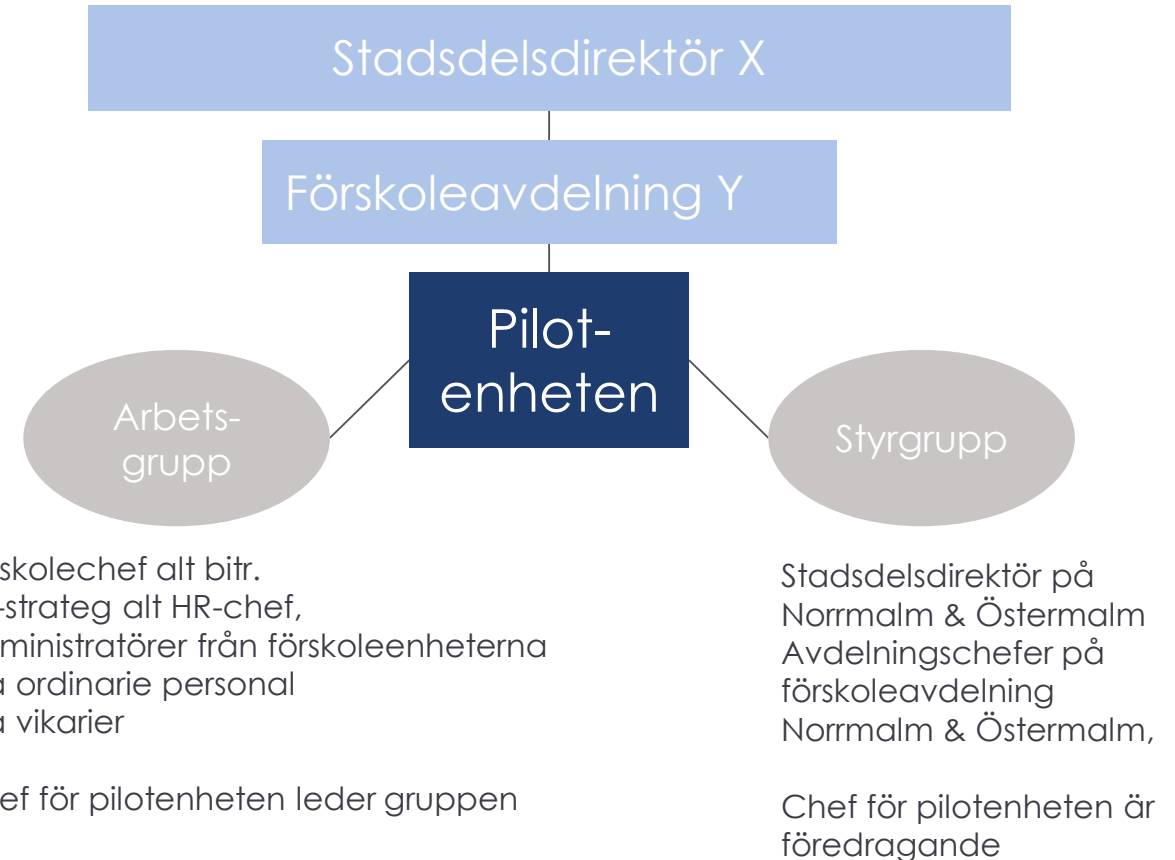 Stadsdelsdirektör X
Förskoleavdelning Y
Pilot-
enheten
Arbets-
grupp
Styrgrupp
skolechef alt bitr.
-strateg alt HR-chef,
ministratörer från förskoleenheterna
a ordinarie personal
a vikarier
ef för pilotenheten leder gruppen
Stadsdelsdirektör på
Norrmalm & Östermalm
Avdelningschefer på
förskoleavdelning
Norrmalm & Östermalm,
Chef för pilotenheten är
föredragande